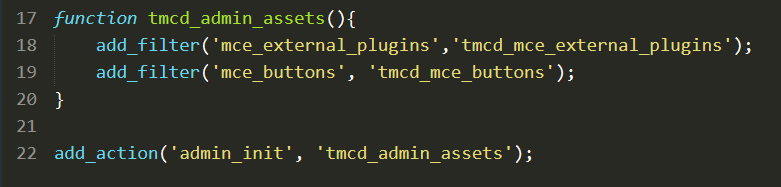 17 function tmcd_admin_assets(){
18     add_filter('mce_external_plugins','tmcd_mce_external_plugins');
19     add_filter('mce_buttons', 'tmcd_mce_buttons');
20 }
21
22 add_action('admin_init', 'tmcd_admin_assets');